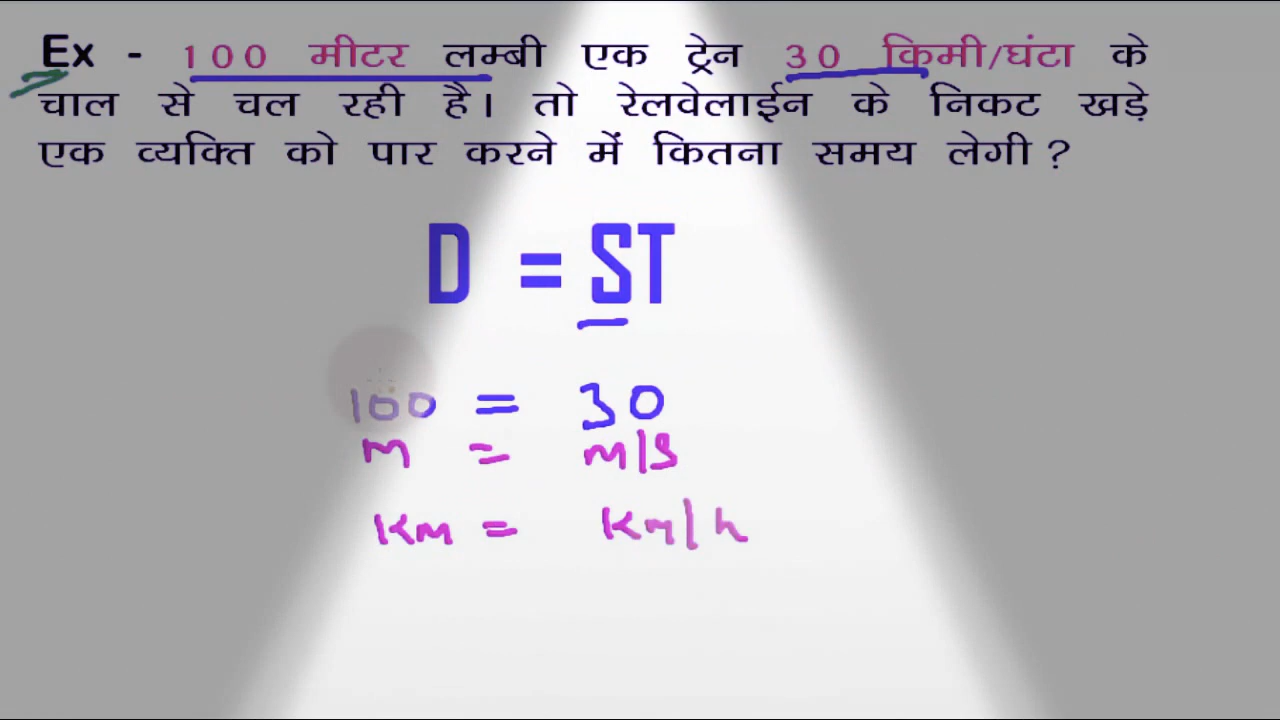 Ex - 100 मीटर लम्बी एक ट्रेन 30 किमी/घंटा के
चाल से चल रही है। तो रेलवेलाईन के निकट खड़े
एक व्यक्ति को पार करने में कितना समय लेगी?
D = ST
100 = 30
m = m/s
Km = Km/h